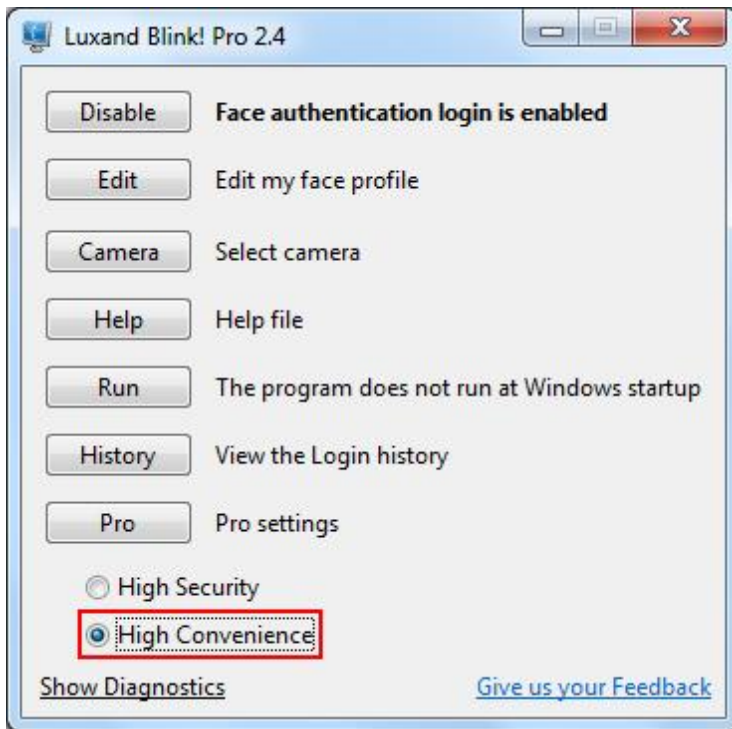 Luxand Blink! Pro 2.4
Disable Face authentication login is enabled
Edit Edit my face profile
Camera Select camera
Help Help file
Run The program does not run at Windows startup
History View the Login history
Pro Pro settings
High Security
High Convenience
Show Diagnostics Give us your Feedback